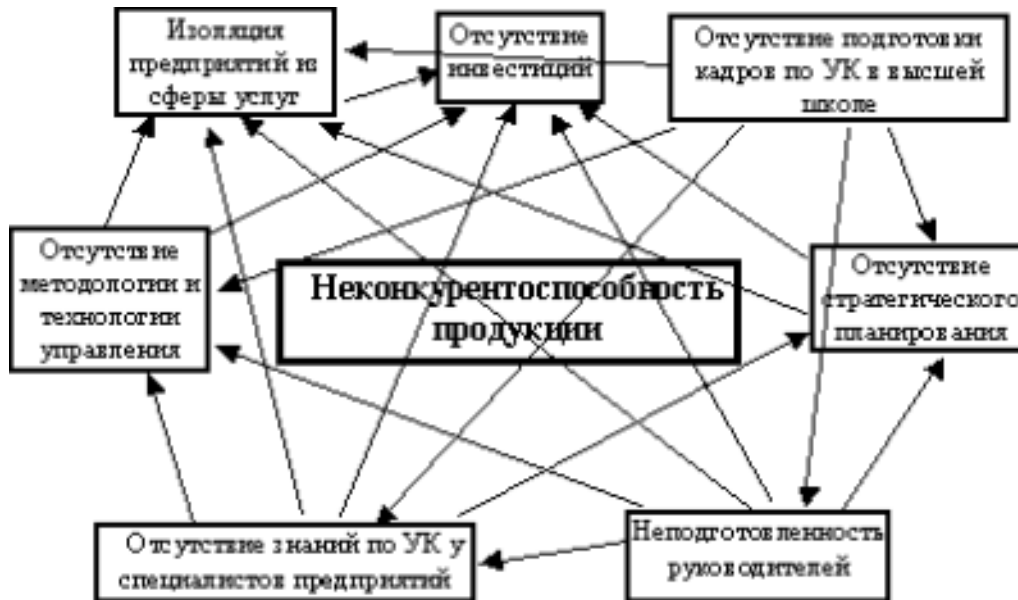 Изоляция
предприятий из
сферы услуг
Отсутствие
инвестиций
Отсутствие подготовки
кадров по УК в высшей
школе
Отсутствие
методологии и
технологии
управления
Неконкурентоспособность
продукции
Отсутствие
стратегического
планирования
Отсутствие знаний по УК у
специалистов предприятий
Неподготовленность
руководителей